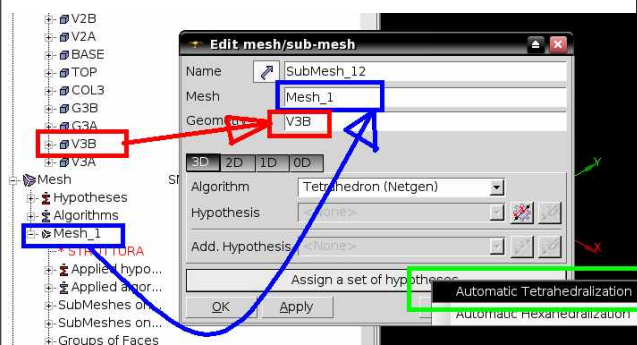 V2B
V2A
BASE
TOP
COL3
G3B
G3A
V3B
V3A
Mesh
Hypotheses
Algorithms
Mesh_1
* STRUTTURA
Applied hypo...
Applied algor...
SubMeshes on...
SubMeshes on...
Groups of Faces
Edit mesh/sub-mesh
Name
SubMesh_12
Mesh
Mesh_1
V3B
3D 2D 1D 0D
Algorithm
Tetrahedron (Netgen)
Hypothesis
<None>
Add. Hypothesis
<None>
Assign a set of hypotheses
OK
Apply
Automatic Tetrahedralization
Automatic Hexahedralization
Y
X